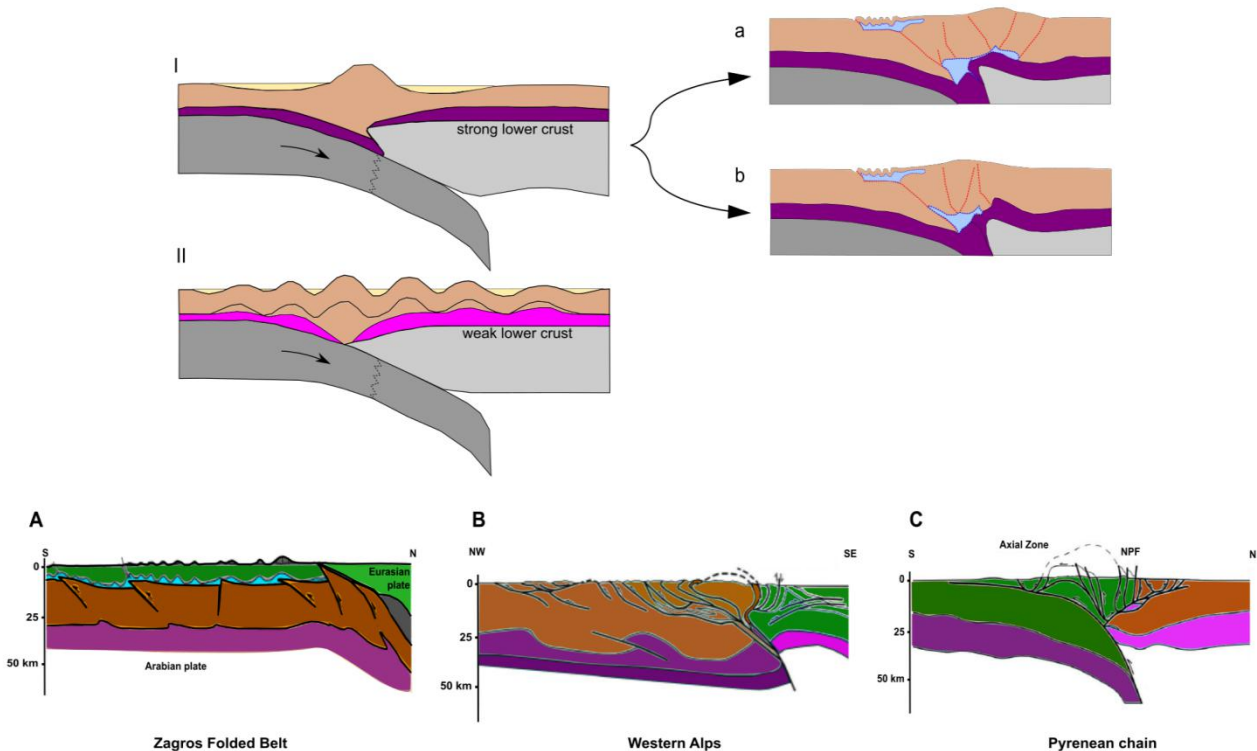 I
strong lower crust
II
weak lower crust
a
b
A
S
N
0
25
50 km
Eurasian
plate
Arabian plate
Zagros Folded Belt
B
NW
SE
0
25
50 km
Western Alps
C
S
N
Axial Zone
NPF
0
25
50 km
Pyrenean chain